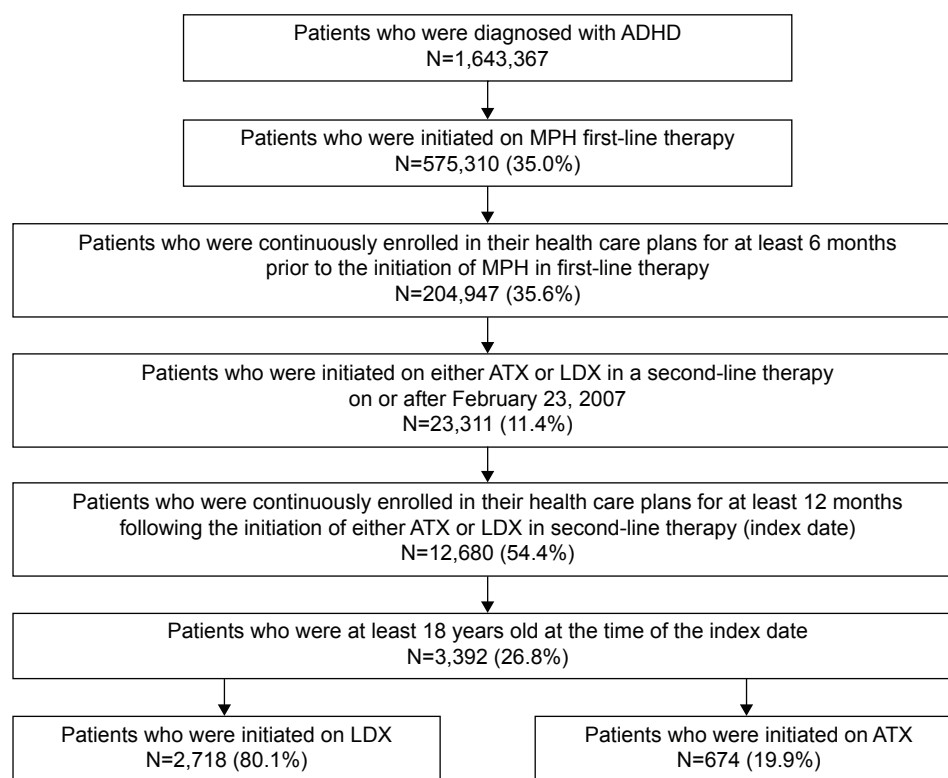 Patients who were diagnosed with ADHD
N=1,643,367
Patients who were initiated on MPH first-line therapy
N=575,310 (35.0%)
Patients who were continuously enrolled in their health care plans for at least 6 months
prior to the initiation of MPH in first-line therapy
N=204,947 (35.6%)
Patients who were initiated on either ATX or LDX in a second-line therapy
on or after February 23, 2007
N=23,311 (11.4%)
Patients who were continuously enrolled in their health care plans for at least 12 months
following the initiation of either ATX or LDX in second-line therapy (index date)
N=12,680 (54.4%)
Patients who were at least 18 years old at the time of the index date
N=3,392 (26.8%)
Patients who were initiated on LDX
N=2,718 (80.1%)
Patients who were initiated on ATX
N=674 (19.9%)